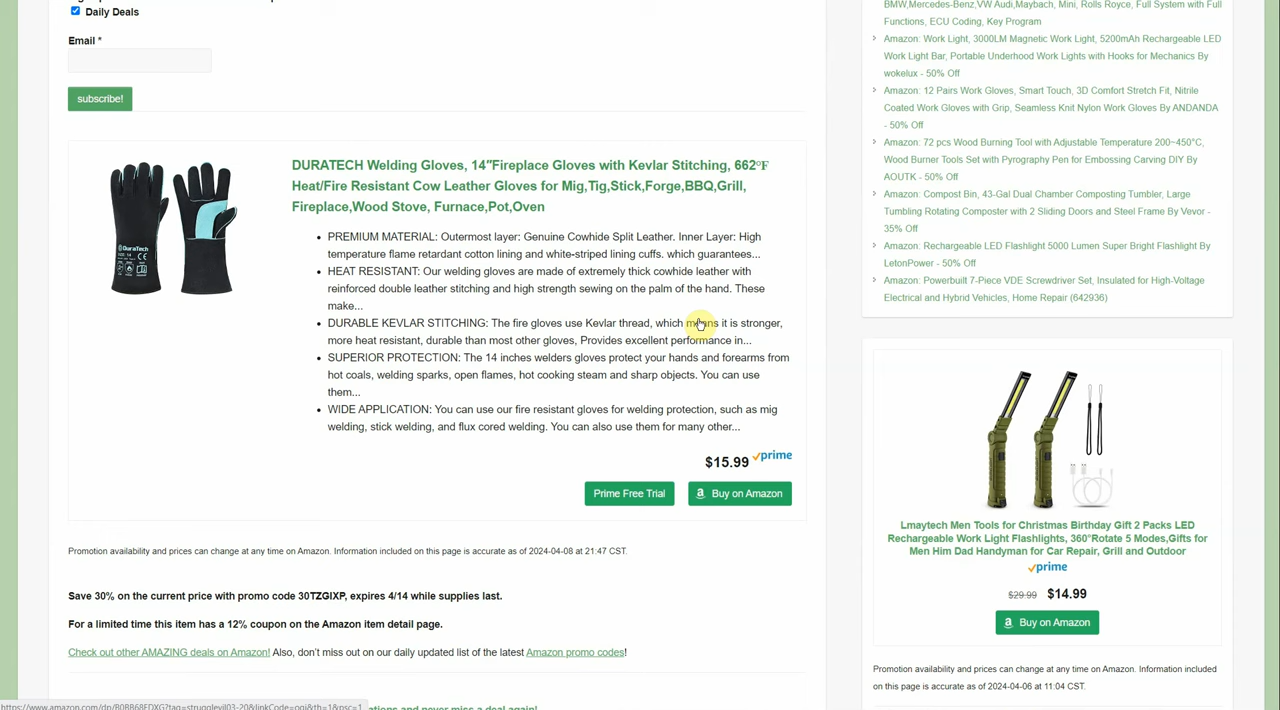 Daily Deals
Email *
subscribe!
DURATECH Welding Gloves, 14"Fireplace Gloves with Kevlar Stitching, 662℉
Heat/Fire Resistant Cow Leather Gloves for Mig,Tig,Stick,Forge,BBQ,Grill,
Fireplace,Wood Stove, Furnace,Pot,Oven
DuraTech
• PREMIUM MATERIAL: Outermost layer: Genuine Cowhide Split Leather. Inner Layer: High
temperature flame retardant cotton lining and white-striped lining cuffs. which guarantees...
• HEAT RESISTANT: Our welding gloves are made of extremely thick cowhide leather with
reinforced double leather stitching and high strength sewing on the palm of the hand. These
make...
• DURABLE KEVLAR STITCHING: The fire gloves use Kevlar thread, which means it is stronger,
more heat resistant, durable than most other gloves, Provides excellent performance in...
• SUPERIOR PROTECTION: The 14 inches welders gloves protect your hands and forearms from
hot coals, welding sparks, open flames, hot cooking steam and sharp objects. You can use
them...
• WIDE APPLICATION: You can use our fire resistant gloves for welding protection, such as mig
welding, stick welding, and flux cored welding. You can also use them for many other...
$15.99 prime
Prime Free Trial
Buy on Amazon
Promotion availability and prices can change at any time on Amazon. Information included on this page is accurate as of 2024-04-08 at 21:47 CST.
Save 30% on the current price with promo code 30TZGIXP, expires 4/14 while supplies last.
For a limited time this item has a 12% coupon on the Amazon item detail page.
Check out other AMAZING deals on Amazon! Also, don't miss out on our daily updated list of the latest Amazon promo codes!
and never miss a deal again!
BMW,Mercedes-Benz,VW Audi,Maybach, Mini, Rolls Royce, Full System with Full
Functions, ECU Coding, Key Program
Amazon: Work Light, 3000LM Magnetic Work Light, 5200mAh Rechargeable LED
Work Light Bar, Portable Underhood Work Lights with Hooks for Mechanics By
wokelux - 50% Off
Amazon: 12 Pairs Work Gloves, Smart Touch, 3D Comfort Stretch Fit, Nitrile
Coated Work Gloves with Grip, Seamless Knit Nylon Work Gloves By ANDANDA
- 50% Off
Amazon: 72 pcs Wood Burning Tool with Adjustable Temperature 200~450°C,
Wood Burner Tools Set with Pyrography Pen for Embossing Carving DIY By
AOUTK - 50% Off
Amazon: Compost Bin, 43-Gal Dual Chamber Composting Tumbler, Large
Tumbling Rotating Composter with 2 Sliding Doors and Steel Frame By Vevor -
35% Off
Amazon: Rechargeable LED Flashlight 5000 Lumen Super Bright Flashlight By
LetonPower - 50% Off
Amazon: Powerbuilt 7-Piece VDE Screwdriver Set, Insulated for High-Voltage
Electrical and Hybrid Vehicles, Home Repair (642936)
Lmaytech Men Tools for Christmas Birthday Gift 2 Packs LED
Rechargeable Work Light Flashlights, 360°Rotate 5 Modes,Gifts for
Men Him Dad Handyman for Car Repair, Grill and Outdoor
prime
$29.99 $14.99
Buy on Amazon
Promotion availability and prices can change at any time on Amazon. Information included
on this page is accurate as of 2024-04-06 at 11:04 CST.